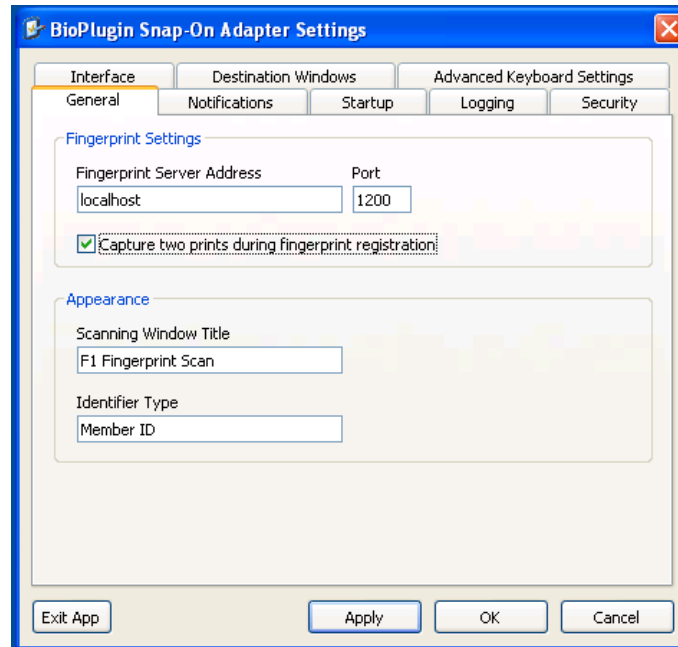 BioPlugin Snap-On Adapter Settings
Interface Destination Windows Advanced Keyboard Settings
General Notifications Startup Logging Security
Fingerprint Settings
Fingerprint Server Address Port
localhost 1200
Capture two prints during fingerprint registration
Appearance
Scanning Window Title
F1 Fingerprint Scan
Identifier Type
Member ID
Exit App Apply OK Cancel